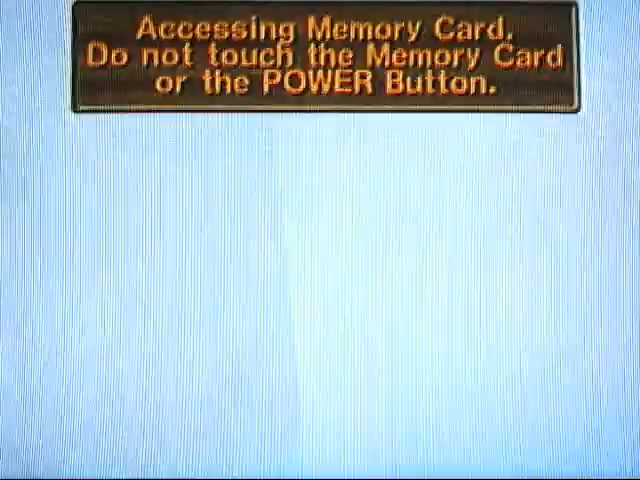 Accessing Memory Card.
Do not touch the Memory Card
or the POWER Button.